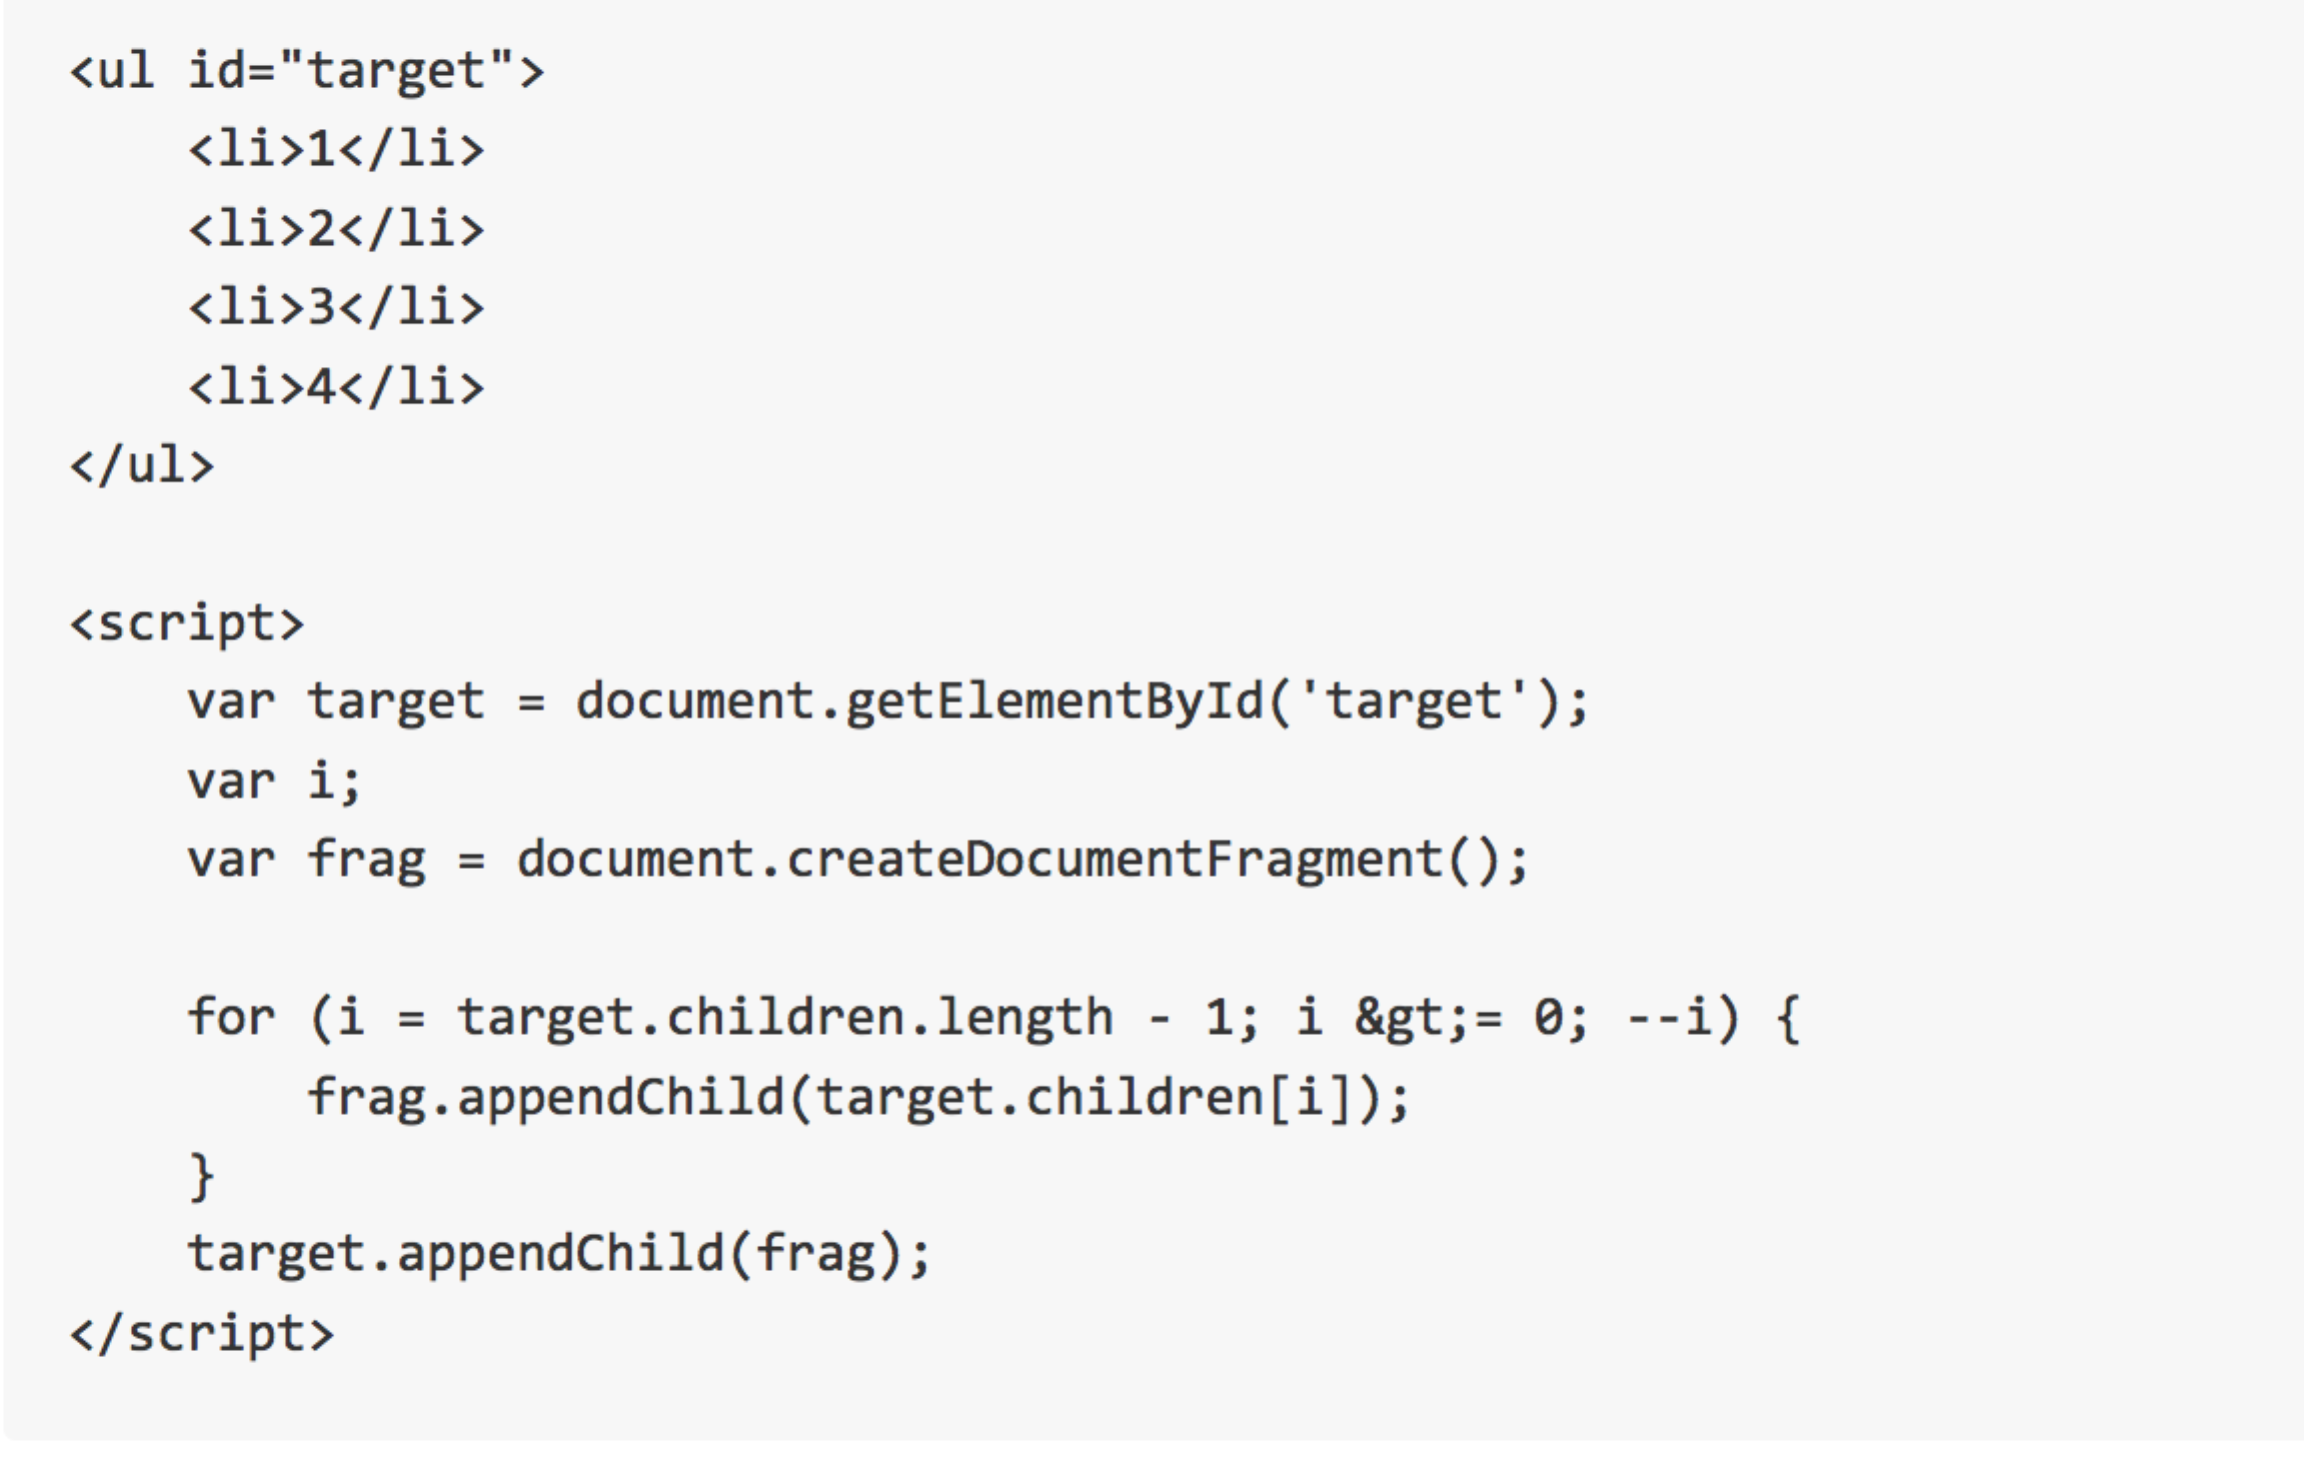 <ul id="target">
    <li>1</li>
    <li>2</li>
    <li>3</li>
    <li>4</li>
</ul>

<script>
    var target = document.getElementById('target');
    var i;
    var frag = document.createDocumentFragment();

    for (i = target.children.length - 1; i &gt;= 0; --i) {
        frag.appendChild(target.children[i]);
    }
    target.appendChild(frag);
</script>